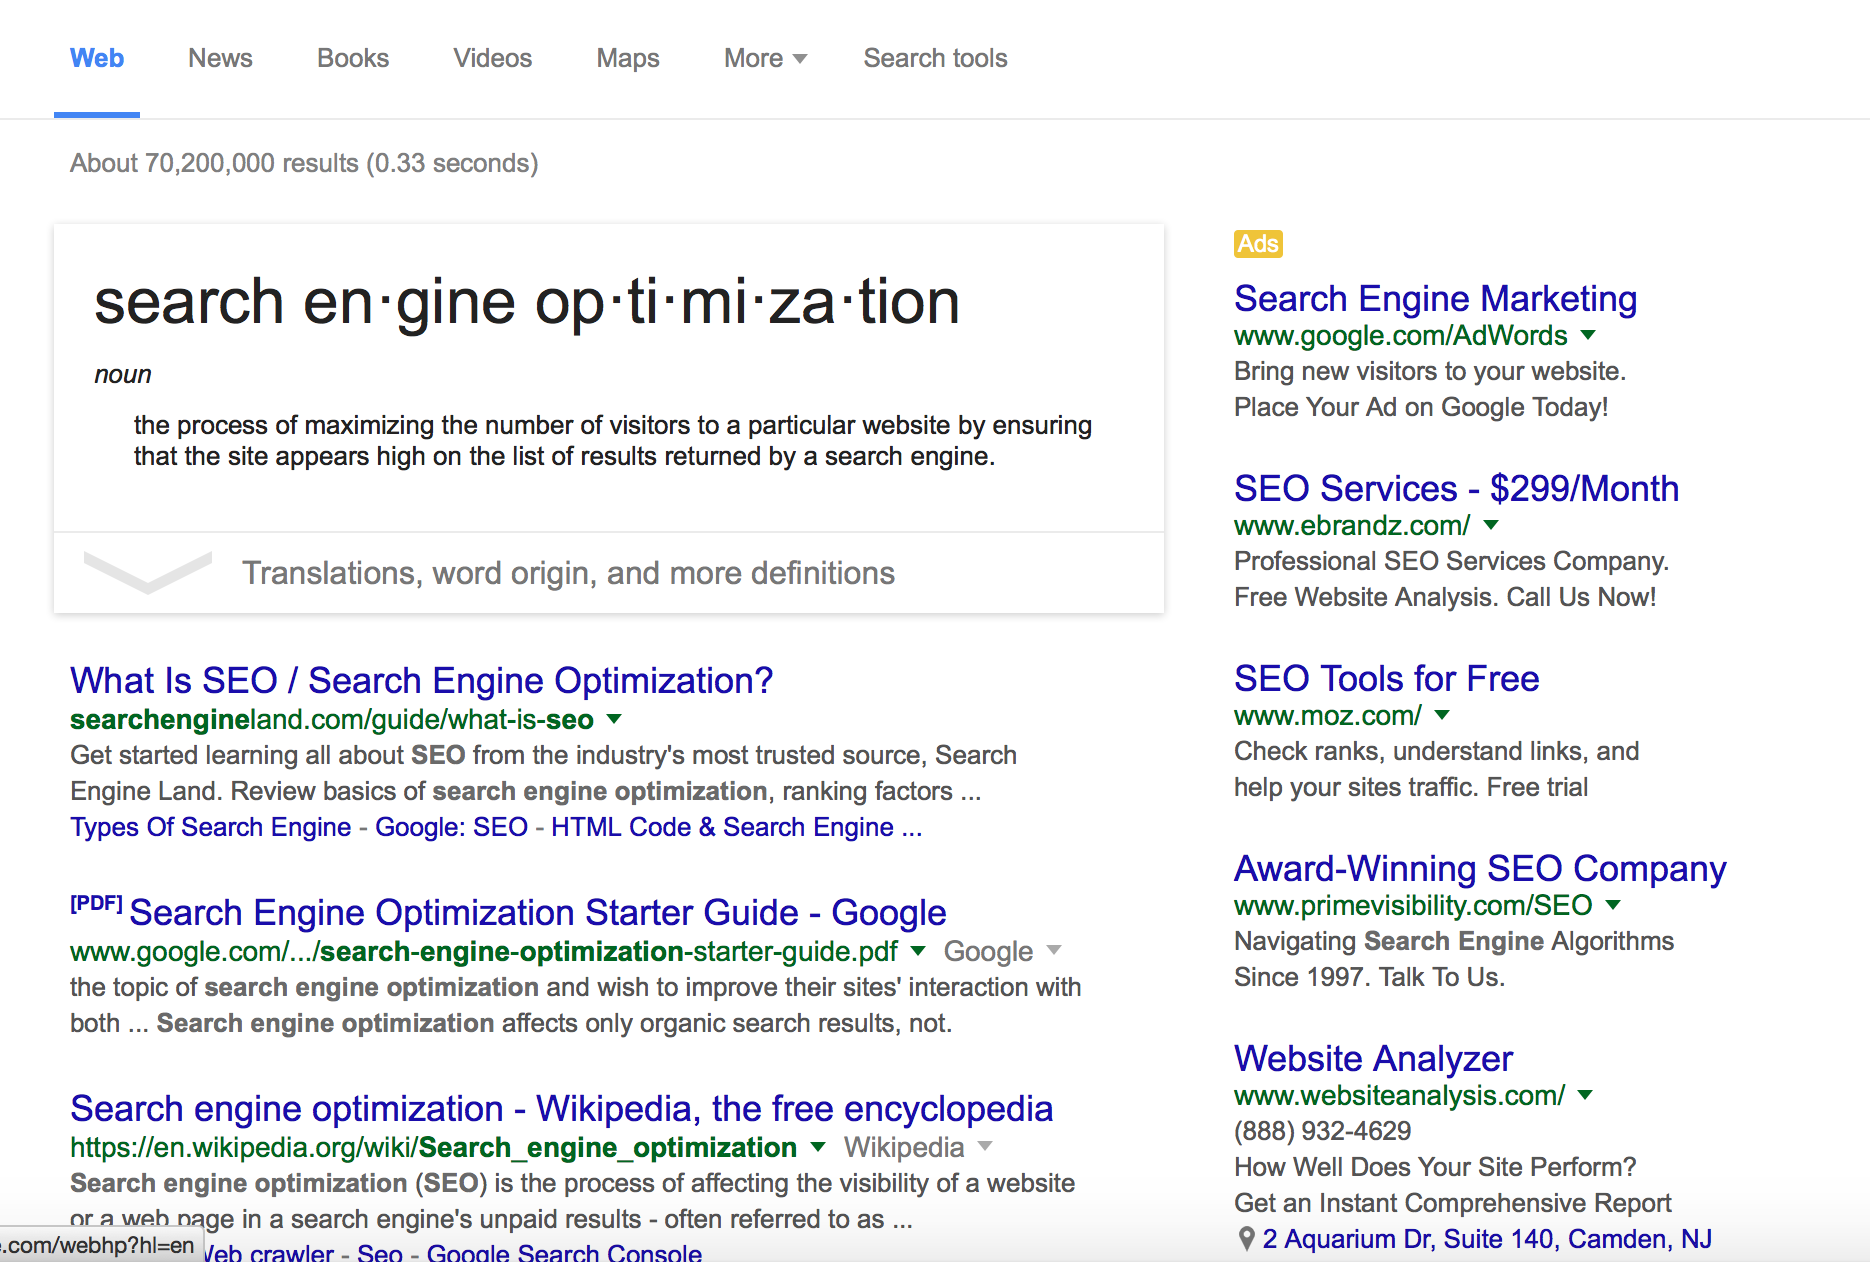 Web News Books Videos Maps More Search tools
About 70,200,000 results (0.33 seconds)
search en·gine op·ti·mi·za·tion
noun
the process of maximizing the number of visitors to a particular website by ensuring
that the site appears high on the list of results returned by a search engine.
Translations, word origin, and more definitions
What Is SEO / Search Engine Optimization?
searchengineland.com/guide/what-is-seo
Get started learning all about SEO from the industry's most trusted source, Search
Engine Land. Review basics of search engine optimization, ranking factors ...
Types Of Search Engine - Google: SEO - HTML Code & Search Engine ...
[PDF] Search Engine Optimization Starter Guide - Google
www.google.com/.../search-engine-optimization-starter-guide.pdf Google
the topic of search engine optimization and wish to improve their sites' interaction with
both ... Search engine optimization affects only organic search results, not.
Search engine optimization - Wikipedia, the free encyclopedia
https://en.wikipedia.org/wiki/Search_engine_optimization Wikipedia
Search engine optimization (SEO) is the process of affecting the visibility of a website
or a web page in a search engine's unpaid results - often referred to as ...
Web crawler - Seo - Google Search Console
e.com/webhp?hl=en
Ads
Search Engine Marketing
www.google.com/AdWords
Bring new visitors to your website.
Place Your Ad on Google Today!
SEO Services - $299/Month
www.ebrandz.com/
Professional SEO Services Company.
Free Website Analysis. Call Us Now!
SEO Tools for Free
www.moz.com/
Check ranks, understand links, and
help your sites traffic. Free trial
Award-Winning SEO Company
www.primevisibility.com/SEO
Navigating Search Engine Algorithms
Since 1997. Talk To Us.
Website Analyzer
www.websiteanalysis.com/
(888) 932-4629
How Well Does Your Site Perform?
Get an Instant Comprehensive Report
2 Aquarium Dr, Suite 140, Camden, NJ